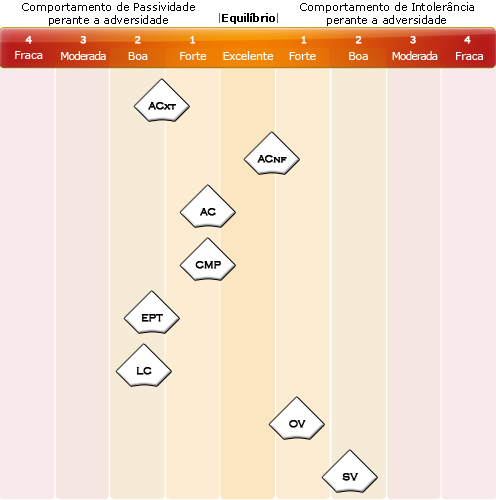 Comportamento de Passividade
perante a adversidade
|Equilíbrio|
Comportamento de Intolerância
perante a adversidade
4 3 2 1 1 2 3 4
Fraca Moderada Boa Forte Excelente Forte Boa Moderada Fraca
ACXT
ACNF
AC
CMP
EPT
LC
OV
SV